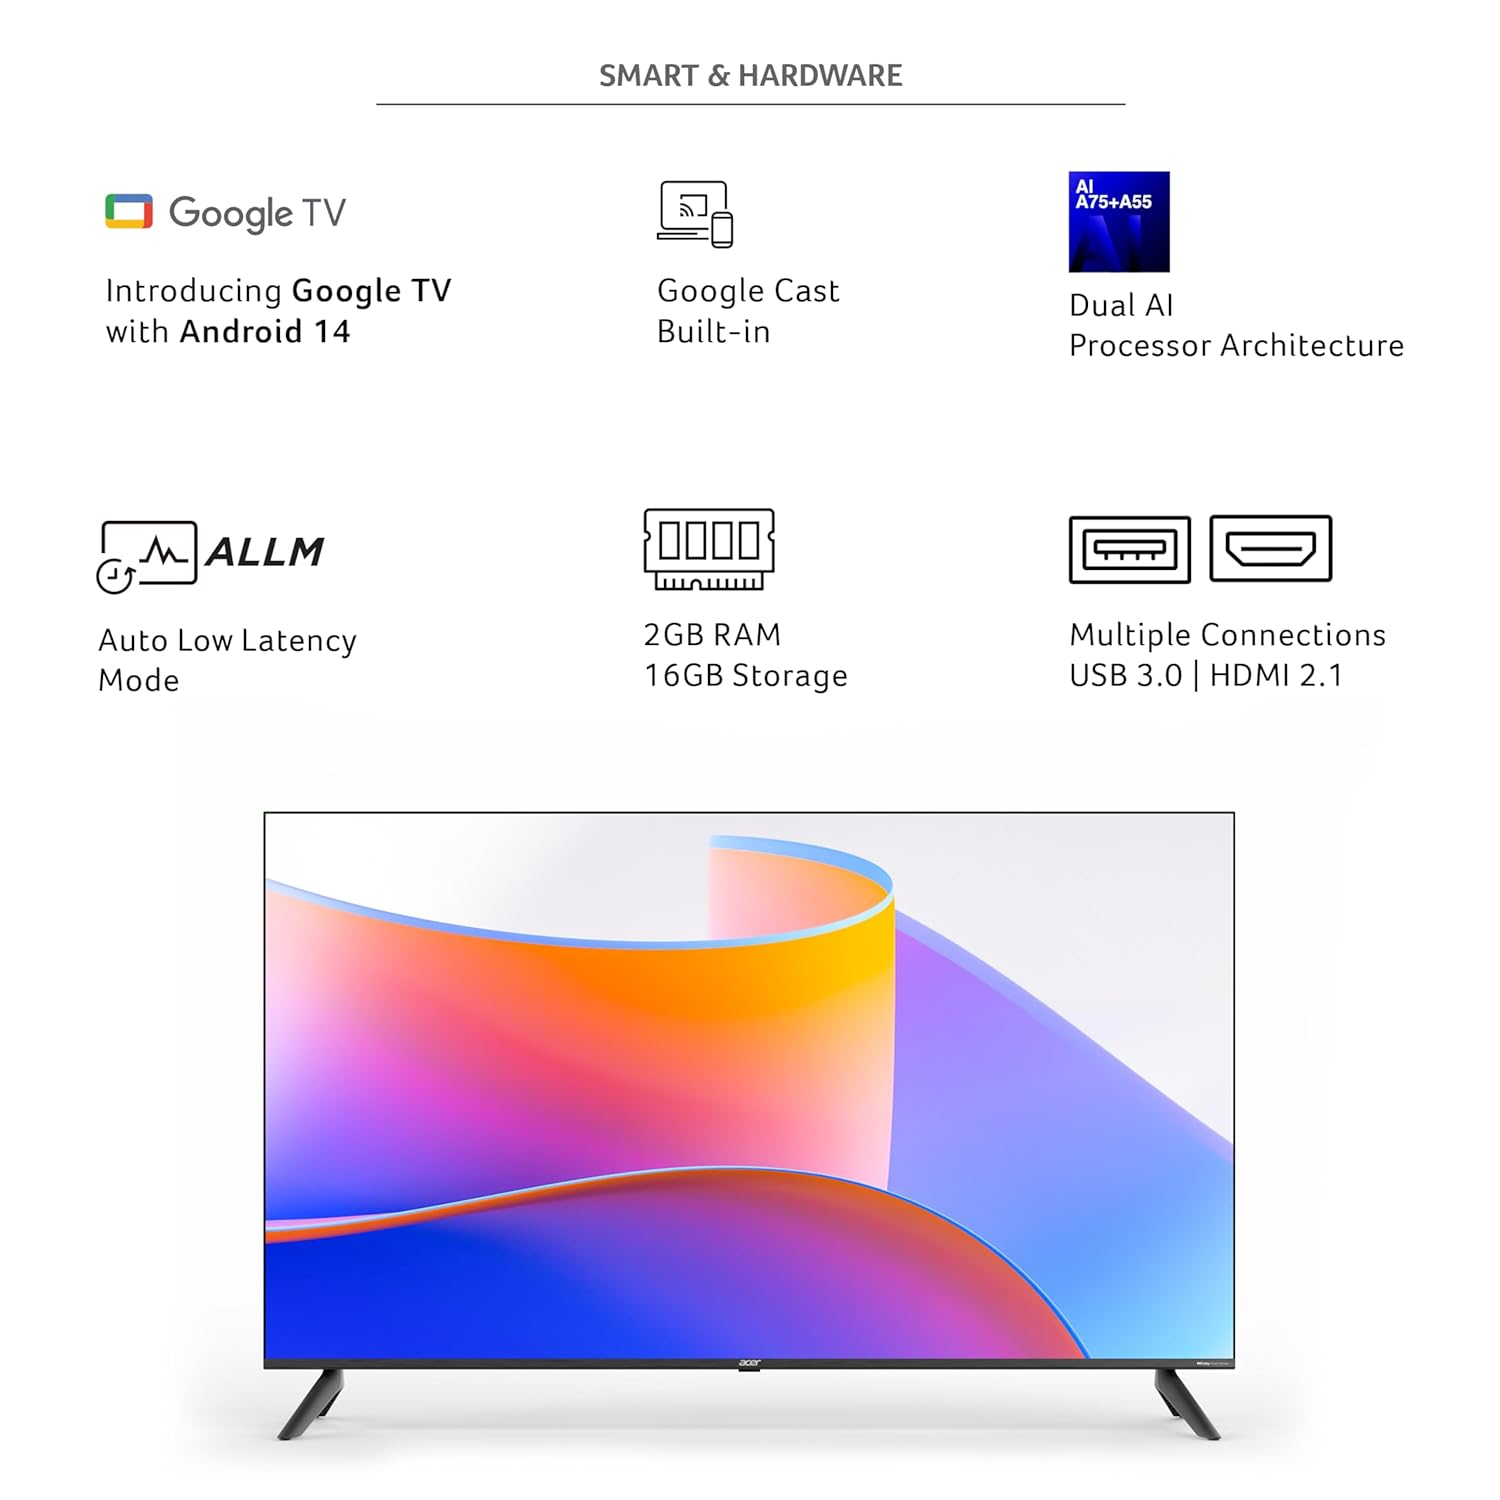 SMART & HARDWARE
Google TV
Introducing Google TV
with Android 14
Google Cast
Built-in
AI
A75+A55
AI
Dual AI
Processor Architecture
ALLM
Auto Low Latency
Mode
2GB RAM
16GB Storage
Multiple Connections
USB 3.0 | HDMI 2.1
acer